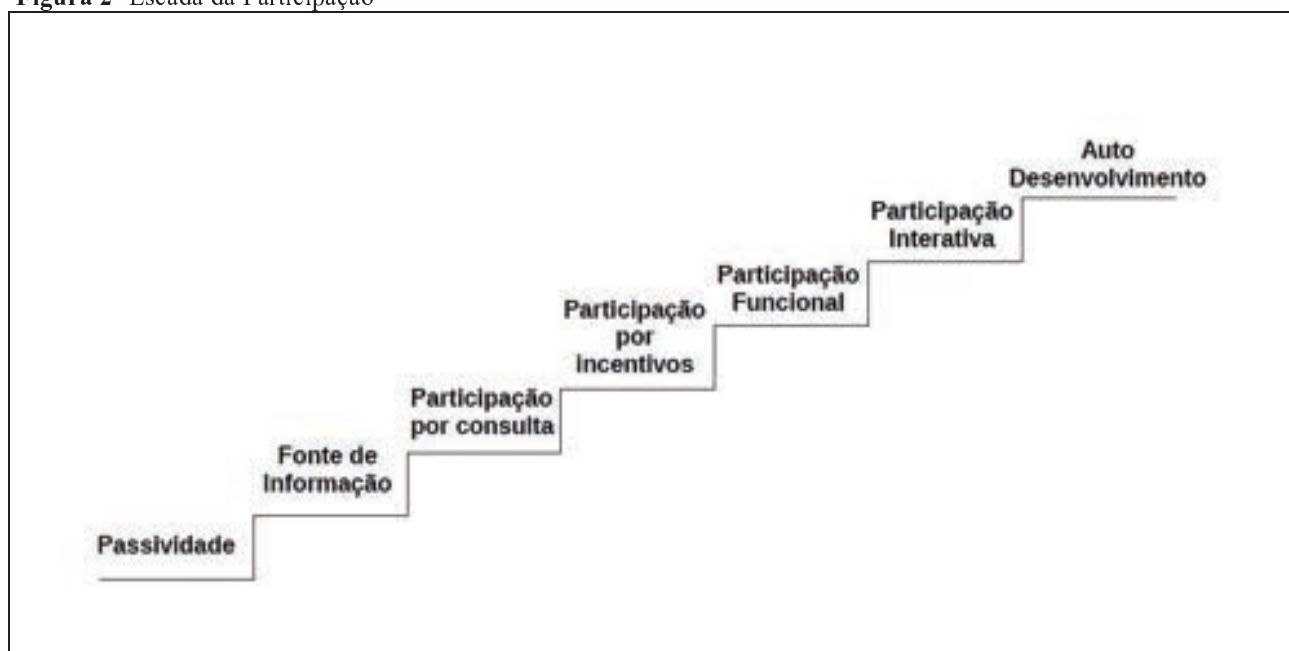 Figura 2 Escada da Participação
Auto
Desenvolvimento
Participação
Interativa
Participação
Funcional
Participação
por
Incentivos
Participação
por consulta
Fonte de
Informação
Passividade